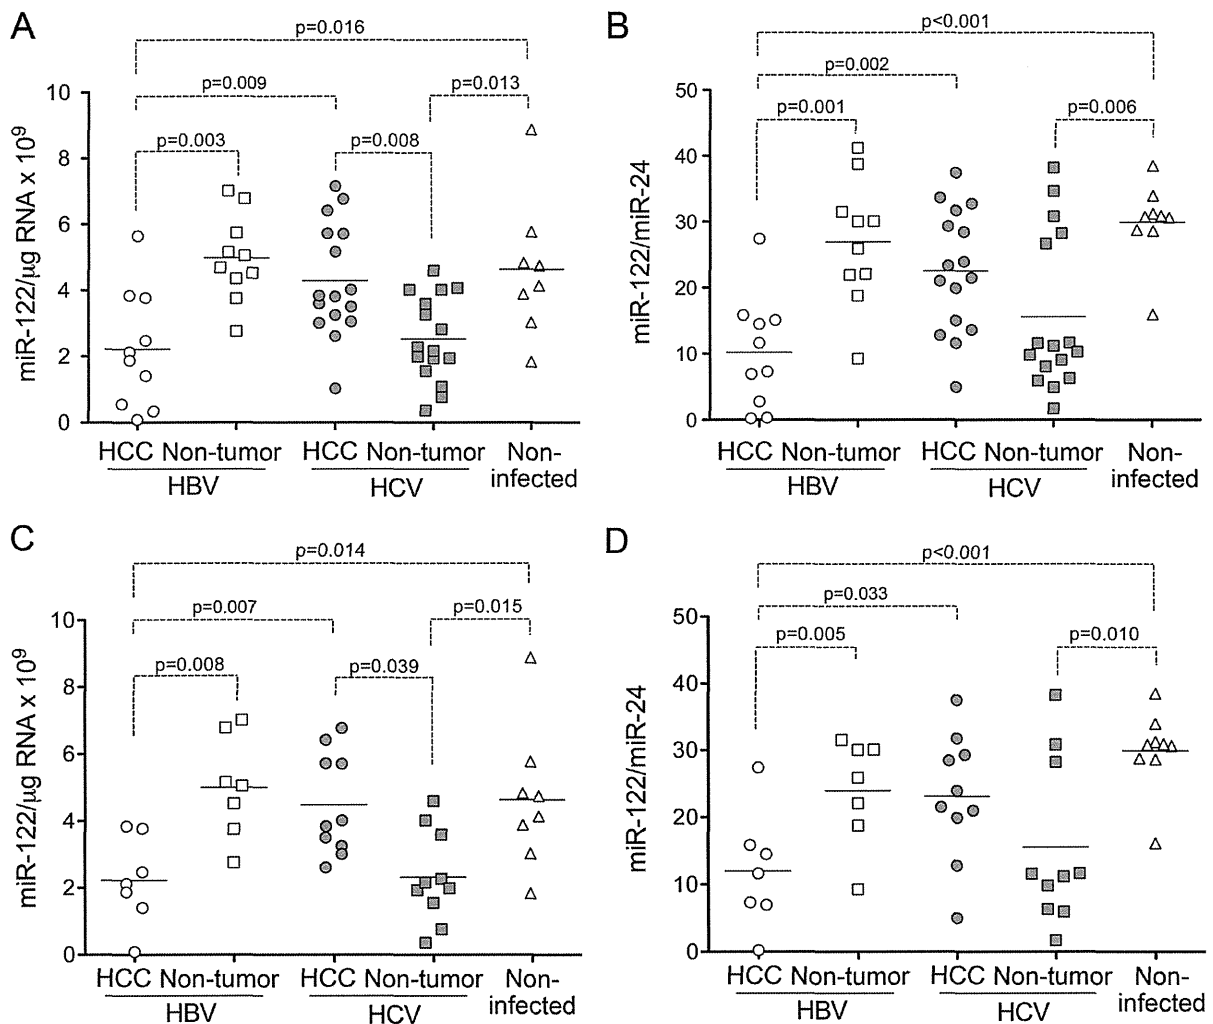 A
p=0.016
p=0.009
p=0.013
p=0.003
p=0.008
miR-122/µg RNA x 10⁹
10
8
6
4
2
0
HCC Non-tumor HCC Non-tumor Non-infected
HBV HCV
B
p<0.001
p=0.002
p=0.001
p=0.006
miR-122/miR-24
50
40
30
20
10
0
HCC Non-tumor HCC Non-tumor Non-infected
HBV HCV
C
p=0.014
p=0.007
p=0.015
p=0.008
p=0.039
miR-122/µg RNA x 10⁹
10
8
6
4
2
0
HCC Non-tumor HCC Non-tumor Non-infected
HBV HCV
D
p<0.001
p=0.033
p=0.005
p=0.010
miR-122/miR-24
50
40
30
20
10
0
HCC Non-tumor HCC Non-tumor Non-infected
HBV HCV